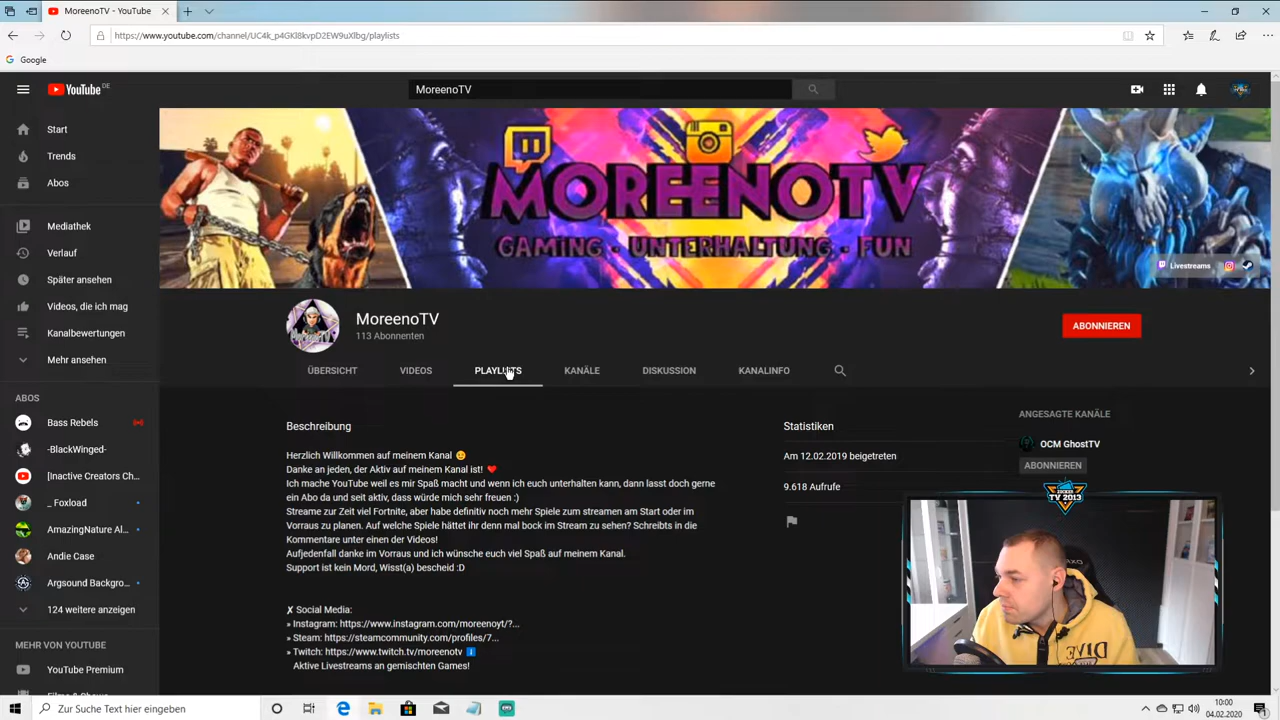 MoreenoTV - YouTube
https://www.youtube.com/channel/UC4k_p4GKl8kvpD2EW9uXlbg/playlists
Google
YouTube DE
MoreenoTV
Start
Trends
Abos
Mediathek
Verlauf
Später ansehen
Videos, die ich mag
Kanalbewertungen
Mehr ansehen
ABOS
Bass Rebels
-BlackWinged-
[Inactive Creators Ch...
_ Foxload
AmazingNature Al...
Andie Case
Argsound Backgro...
124 weitere anzeigen
MEHR VON YOUTUBE
YouTube Premium
MOREENOTV
GAMING - UNTERHALTUNG - FUN
Livestreams
MoreenoTV
113 Abonnenten
ABONNIEREN
ÜBERSICHT VIDEOS PLAYLISTS KANÄLE DISKUSSION KANALINFO
Beschreibung
Herzlich Willkommen auf meinem Kanal 😉
Danke an jeden, der Aktiv auf meinem Kanal ist! ❤
Ich mache YouTube weil es mir Spaß macht und wenn ich euch unterhalten kann, dann lasst doch gerne
ein Abo da und seit aktiv, dass würde mich sehr freuen :)
Streame zur Zeit viel Fortnite, aber habe definitiv noch mehr Spiele zum streamen am Start oder im
Vorraus zu planen. Auf welche Spiele hättet ihr denn mal bock im Stream zu sehen? Schreibts in die
Kommentare unter einen der Videos!
Aufjedenfall danke im Vorraus und ich wünsche euch viel Spaß auf meinem Kanal.
Support ist kein Mord, Wisst(a) bescheid :D
✗ Social Media:
» Instagram: https://www.instagram.com/moreenoyt/?...
» Steam: https://steamcommunity.com/profiles/7...
» Twitch: https://www.twitch.tv/moreenotv ℹ
Aktive Livestreams an gemischten Games!
Statistiken
Am 12.02.2019 beigetreten
9.618 Aufrufe
ANGESAGTE KANÄLE
OCM GhostTV
ABONNIEREN
ZOCKER
TV 2013
DIVE
Zur Suche Text hier eingeben
10:00
04.02.2020